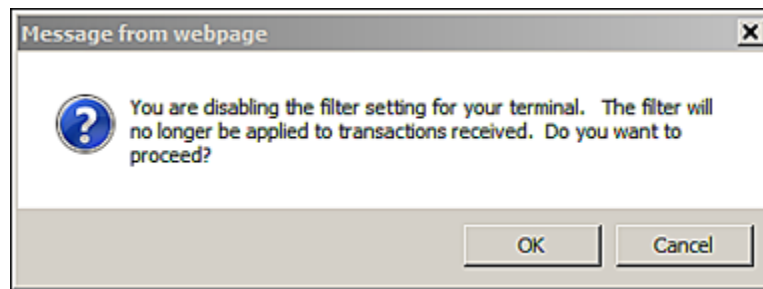 Message from webpage
You are disabling the filter setting for your terminal.   The filter will
no longer be applied to transactions received.  Do you want to
proceed?
OK
Cancel